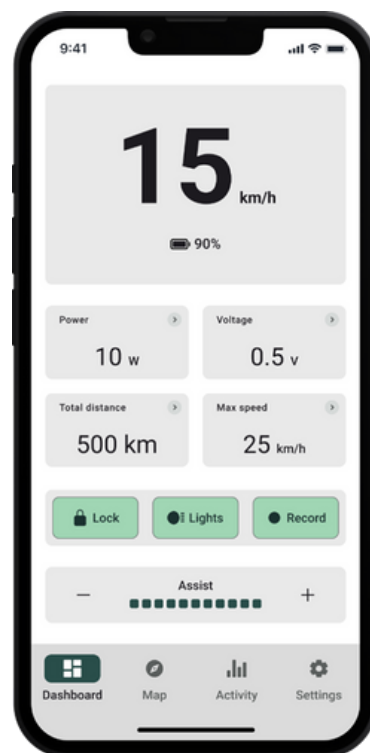 9:41
15 km/h
90%
Power
10 w
Voltage
0.5 v
Total distance
500 km
Max speed
25 km/h
Lock
Lights
Record
Assist
Dashboard
Map
Activity
Settings